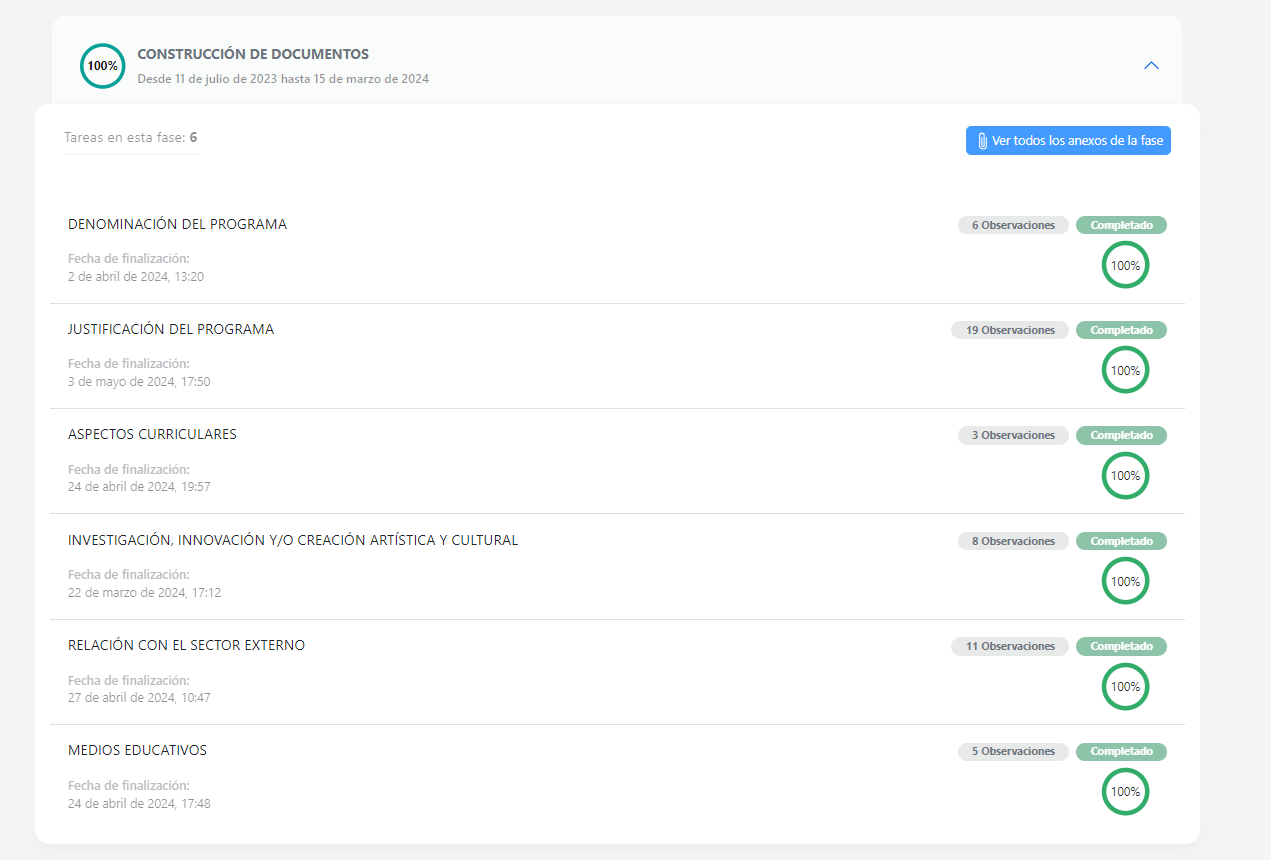 100%
CONSTRUCCIÓN DE DOCUMENTOS
Desde 11 de julio de 2023 hasta 15 de marzo de 2024
Tareas en esta fase: 6
Ver todos los anexos de la fase
DENOMINACIÓN DEL PROGRAMA
6 Observaciones
Completado
Fecha de finalización:
2 de abril de 2024, 13:20
100%
JUSTIFICACIÓN DEL PROGRAMA
19 Observaciones
Completado
Fecha de finalización:
3 de mayo de 2024, 17:50
100%
ASPECTOS CURRICULARES
3 Observaciones
Completado
Fecha de finalización:
24 de abril de 2024, 19:57
100%
INVESTIGACIÓN, INNOVACIÓN Y/O CREACIÓN ARTÍSTICA Y CULTURAL
8 Observaciones
Completado
Fecha de finalización:
22 de marzo de 2024, 17:12
100%
RELACIÓN CON EL SECTOR EXTERNO
11 Observaciones
Completado
Fecha de finalización:
27 de abril de 2024, 10:47
100%
MEDIOS EDUCATIVOS
5 Observaciones
Completado
Fecha de finalización:
24 de abril de 2024, 17:48
100%